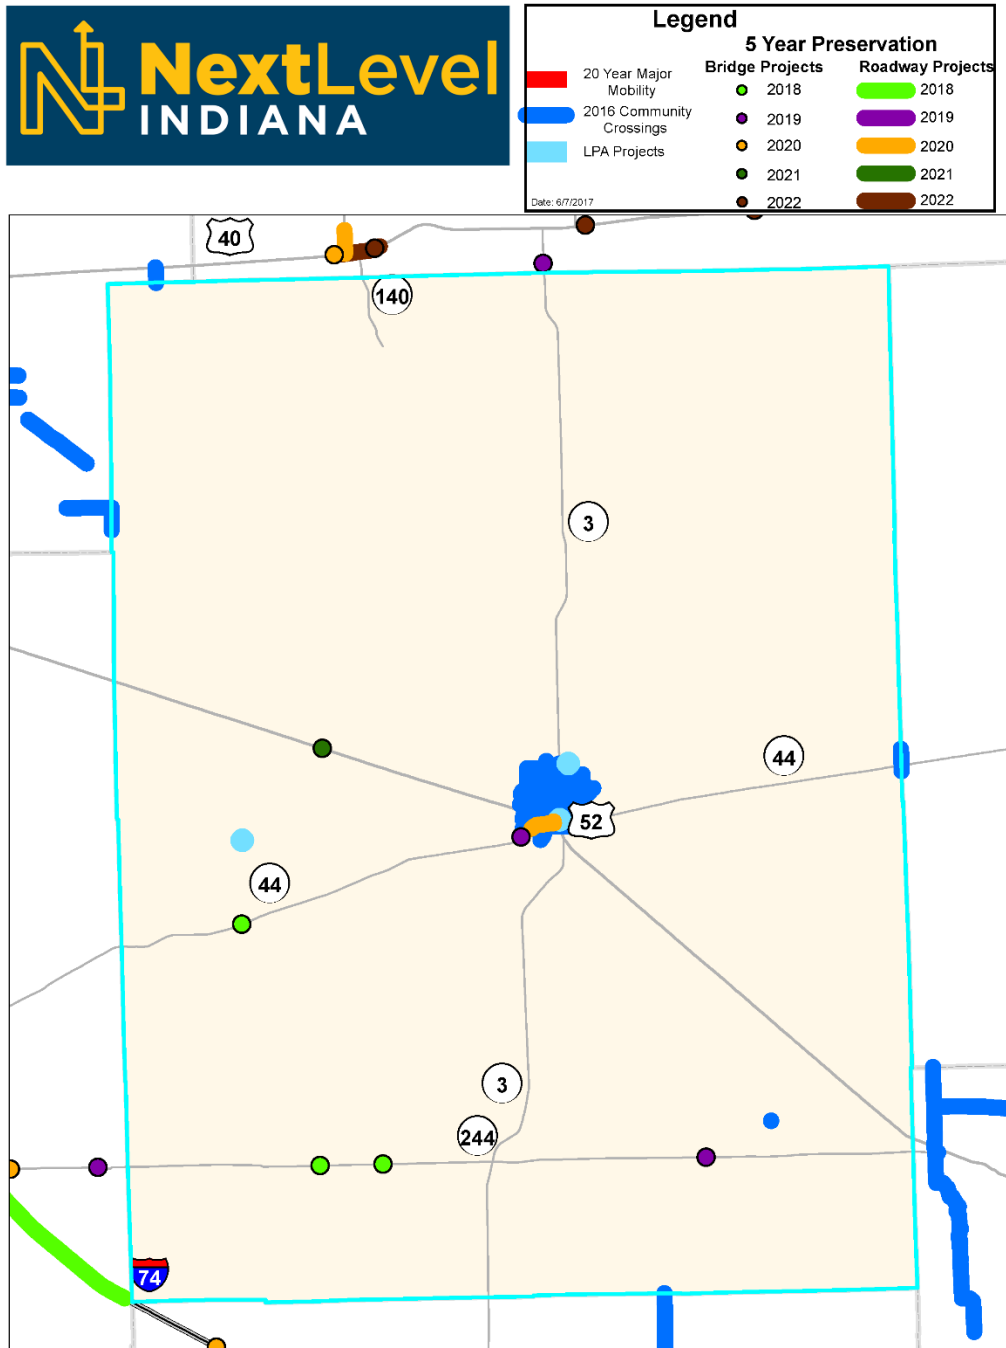 NextLevel
INDIANA
Legend
5 Year Preservation
Bridge Projects
Roadway Projects
20 Year Major
Mobility
2016 Community
Crossings
LPA Projects
2018
2019
2020
2021
2022
2018
2019
2020
2021
2022
Date: 6/7/2017
40
140
3
44
52
44
3
244
74